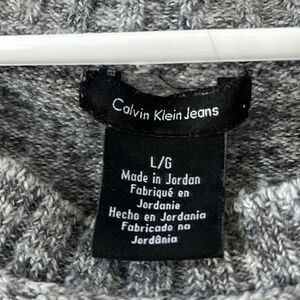 Calvin Klein Jeans
L/G
Made in Jordan
Fabriqué en
Jordanie
Hecho en Jordania
Fabricado na
Jordânia